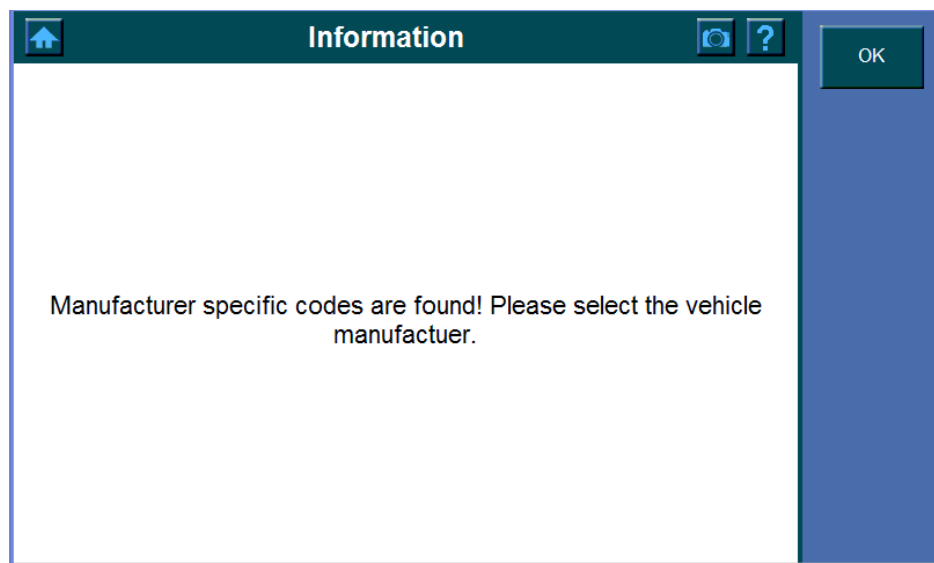 Information
?
OK
Manufacturer specific codes are found! Please select the vehicle
manufactuer.